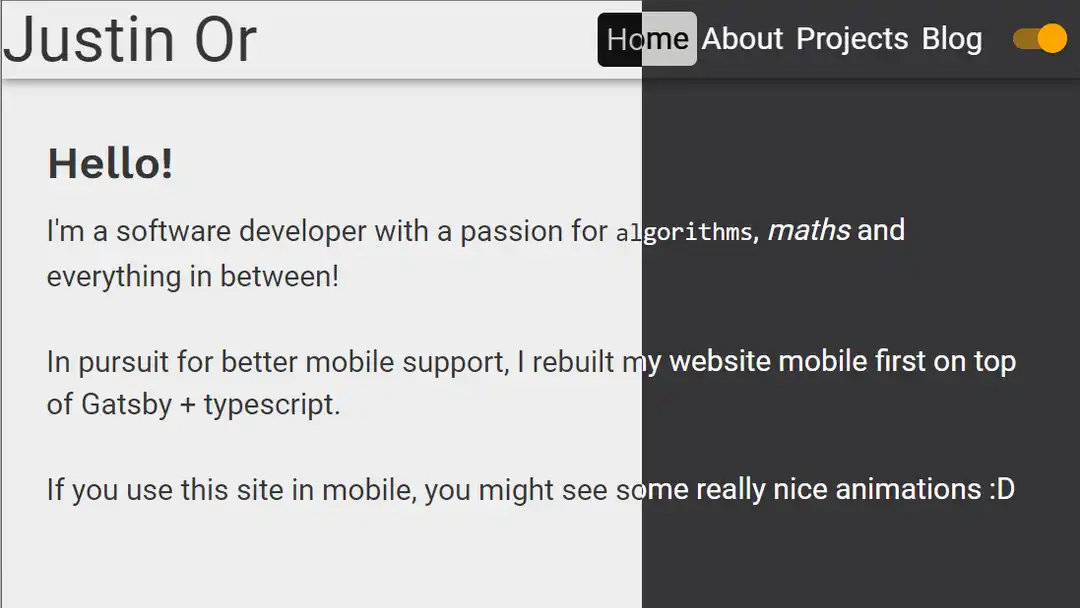 Justin Or
Home About Projects Blog
Hello!
I'm a software developer with a passion for algorithms, maths and
everything in between!
In pursuit for better mobile support, I rebuilt my website mobile first on top
of Gatsby + typescript.
If you use this site in mobile, you might see some really nice animations :D